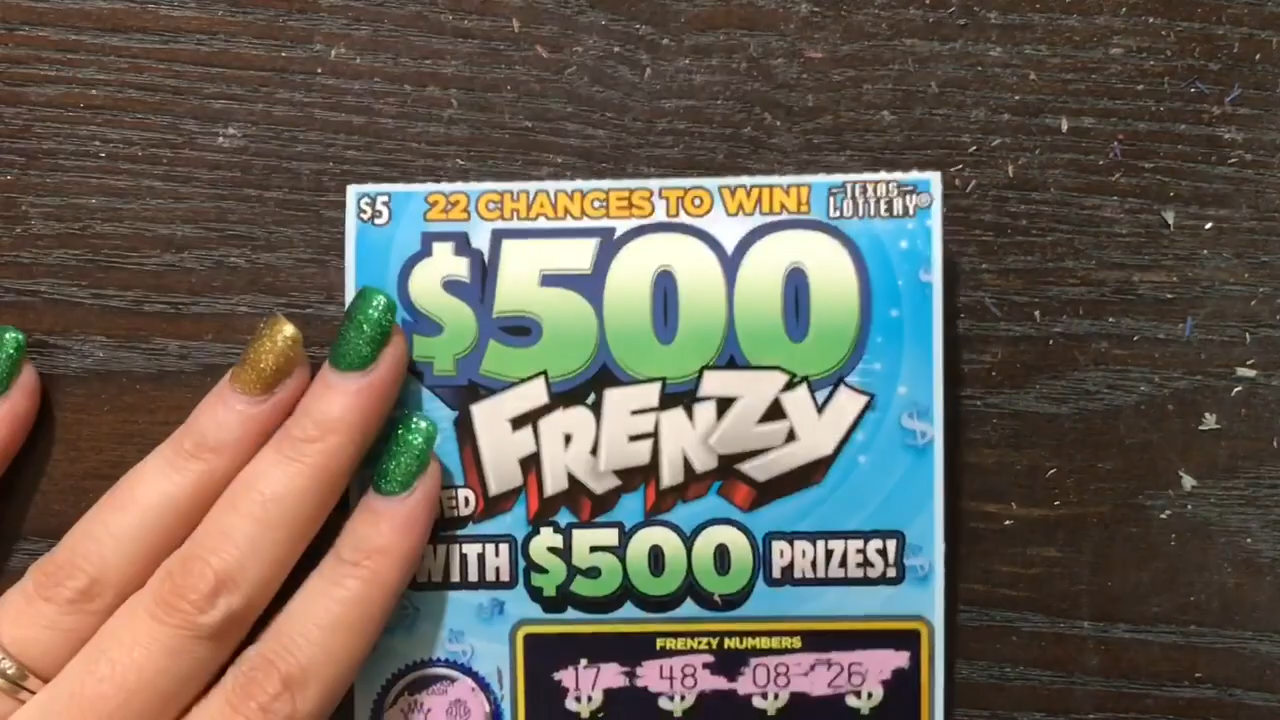 $5
22 CHANCES TO WIN!
TEXAS
LOTTERY®
$500
FRENZY
WITH $500 PRIZES!
FRENZY NUMBERS
17 48 08 26